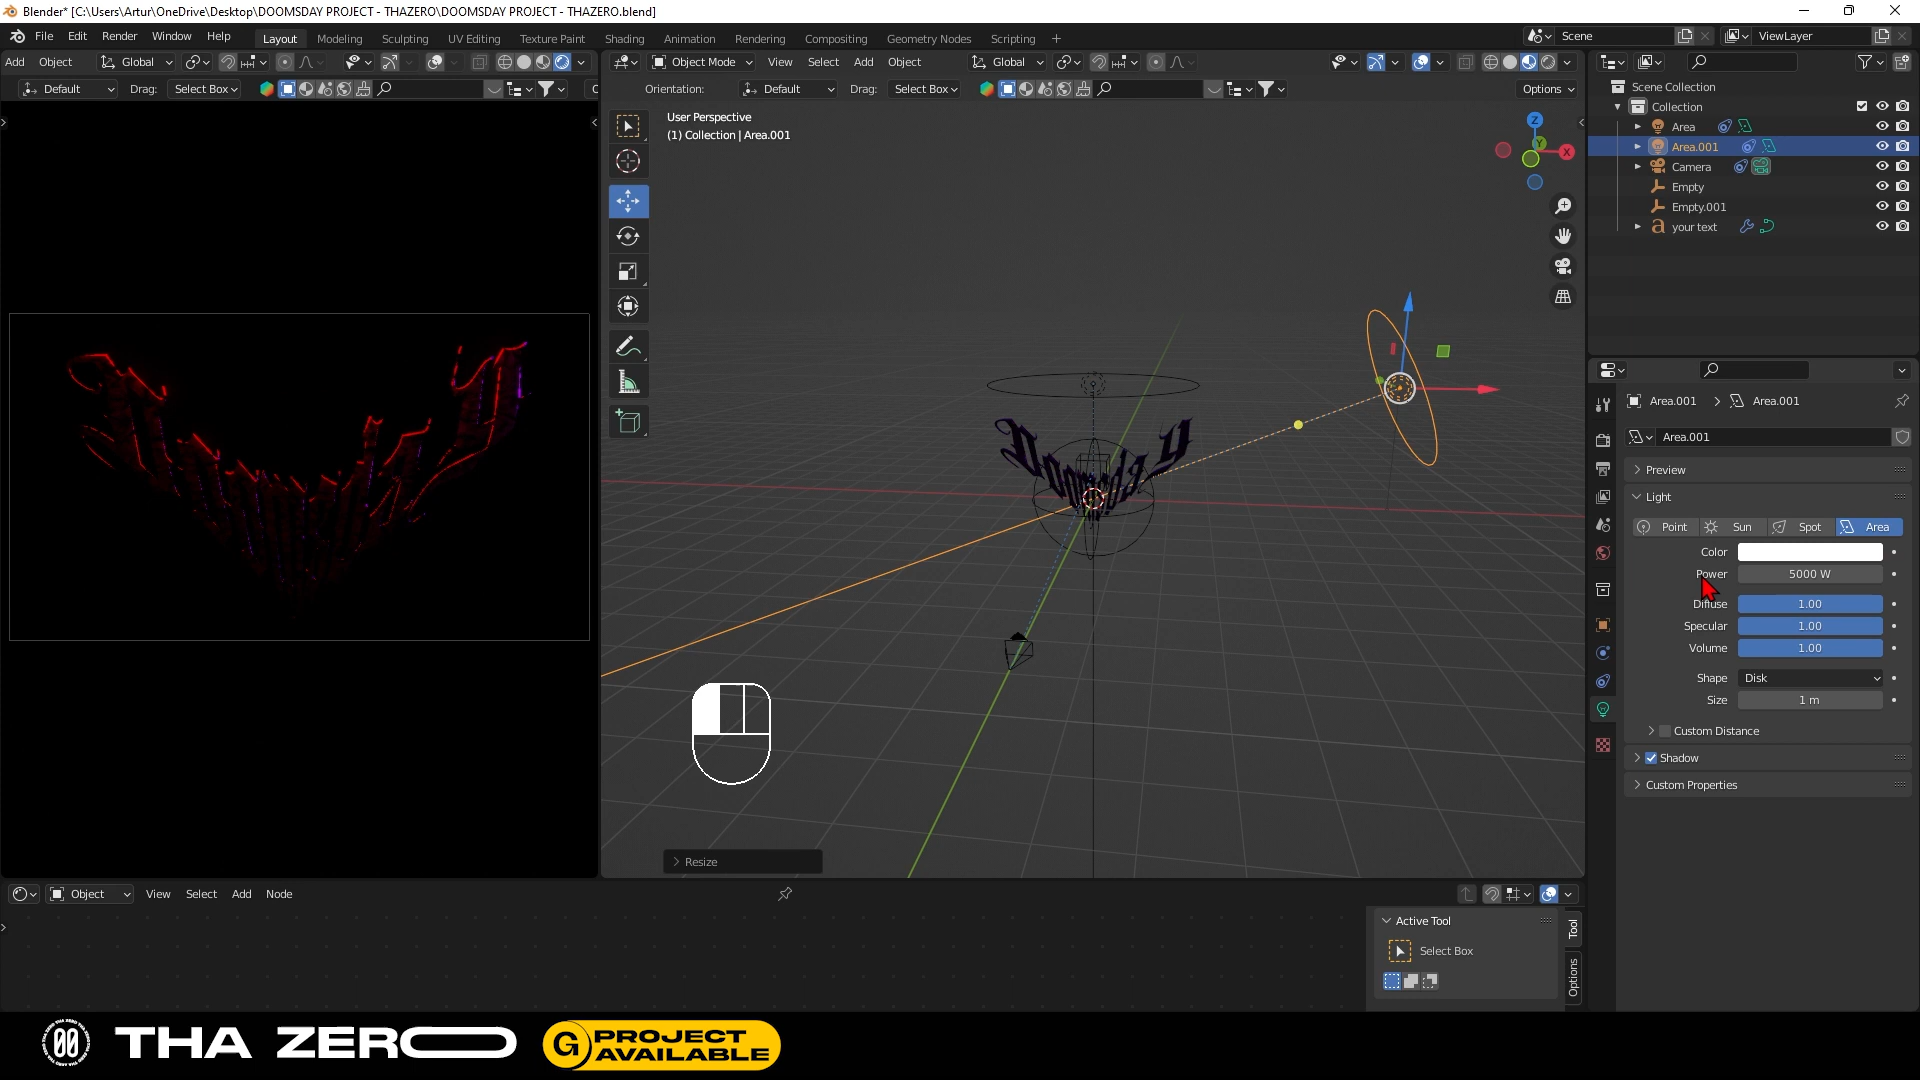 Blender* [C:\Users\Artur\OneDrive\Desktop\DOOMSDAY PROJECT - THAZERO\DOOMSDAY PROJECT - THAZERO.blend]
File Edit Render Window Help Layout Modeling Sculpting UV Editing Texture Paint Shading Animation Rendering Compositing Geometry Nodes Scripting + Scene ViewLayer
Add Object Global Object Mode View Select Add Object Global
Default Drag: Select Box Orientation: Default Drag: Select Box Options
User Perspective
(1) Collection | Area.001
Z
Y
X
Scene Collection
Collection
Area
Area.001
Camera
Empty
Empty.001
your text
Area.001 > Area.001
Area.001
Preview
Light
Point Sun Spot Area
Color
Power 5000 W
Diffuse 1.00
Specular 1.00
Volume 1.00
Shape Disk
Size 1 m
Custom Distance
Shadow
Custom Properties
Resize
Object View Select Add Node
Active Tool
Select Box
Tool
Options
THA ZERO
G PROJECT
AVAILABLE